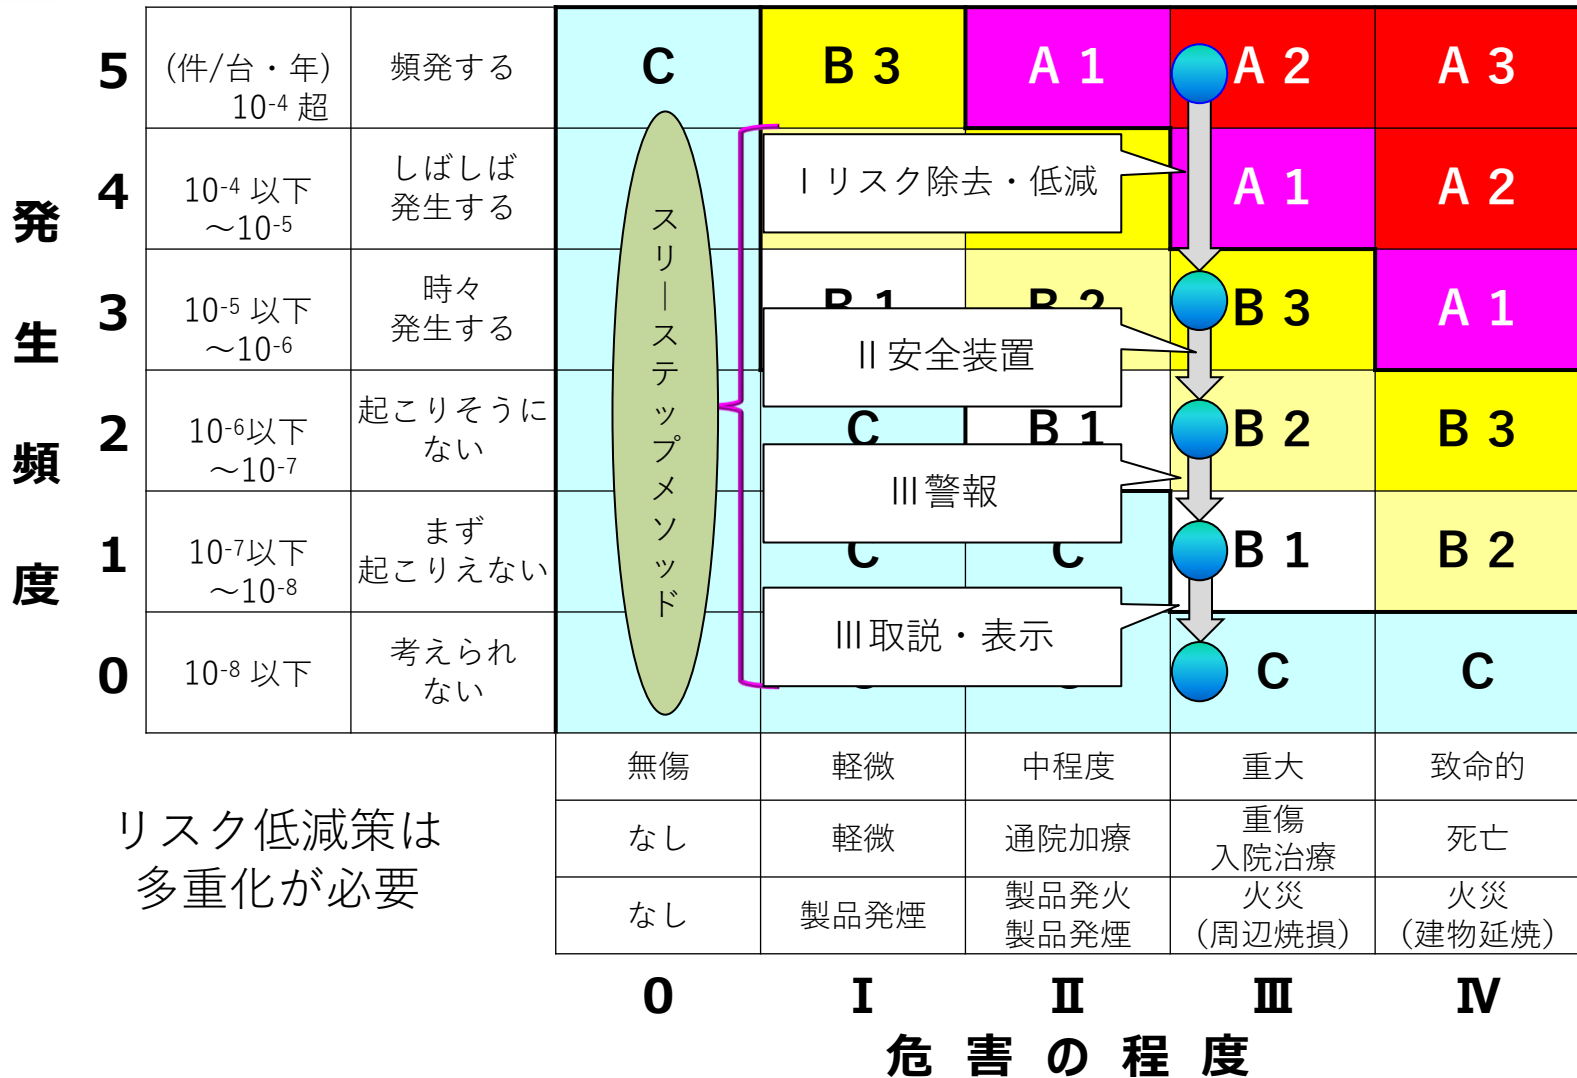 発生頻度
5
(件/台・年)
10-4 超
頻発する
C
B 3
A 1
A 2
A 3
4
10-4 以下
～10-5
しばしば
発生する
Ⅰリスク除去・低減
A 1
A 2
3
10-5 以下
～10-6
時々
発生する
B 1
B 2
B 3
A 1
Ⅱ安全装置
2
10-6以下
～10-7
起こりそうに
ない
C
B 1
B 2
B 3
Ⅲ警報
1
10-7以下
～10-8
まず
起こりえない
C
C
B 1
B 2
Ⅲ取説・表示
0
10-8 以下
考えられ
ない
C
C
スリーステップメソッド
無傷
軽微
中程度
重大
致命的
なし
軽微
通院加療
重傷
入院治療
死亡
なし
製品発煙
製品発火
製品発煙
火災
(周辺焼損)
火災
(建物延焼)
リスク低減策は
多重化が必要
0
Ⅰ
Ⅱ
Ⅲ
Ⅳ
危害の程度